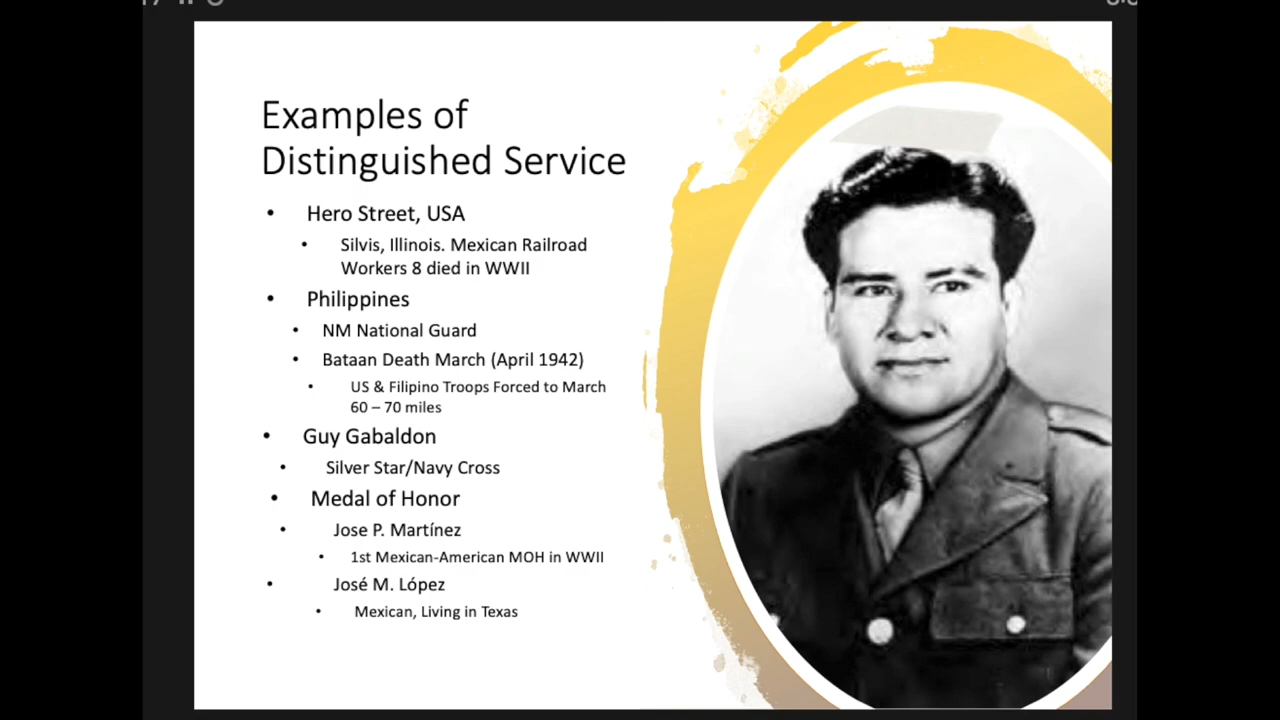 Examples of
Distinguished Service
• Hero Street, USA
• Silvis, Illinois. Mexican Railroad
Workers 8 died in WWII
• Philippines
• NM National Guard
• Bataan Death March (April 1942)
• US & Filipino Troops Forced to March
60 – 70 miles
• Guy Gabaldon
• Silver Star/Navy Cross
• Medal of Honor
• Jose P. Martínez
• 1st Mexican-American MOH in WWII
• José M. López
• Mexican, Living in Texas